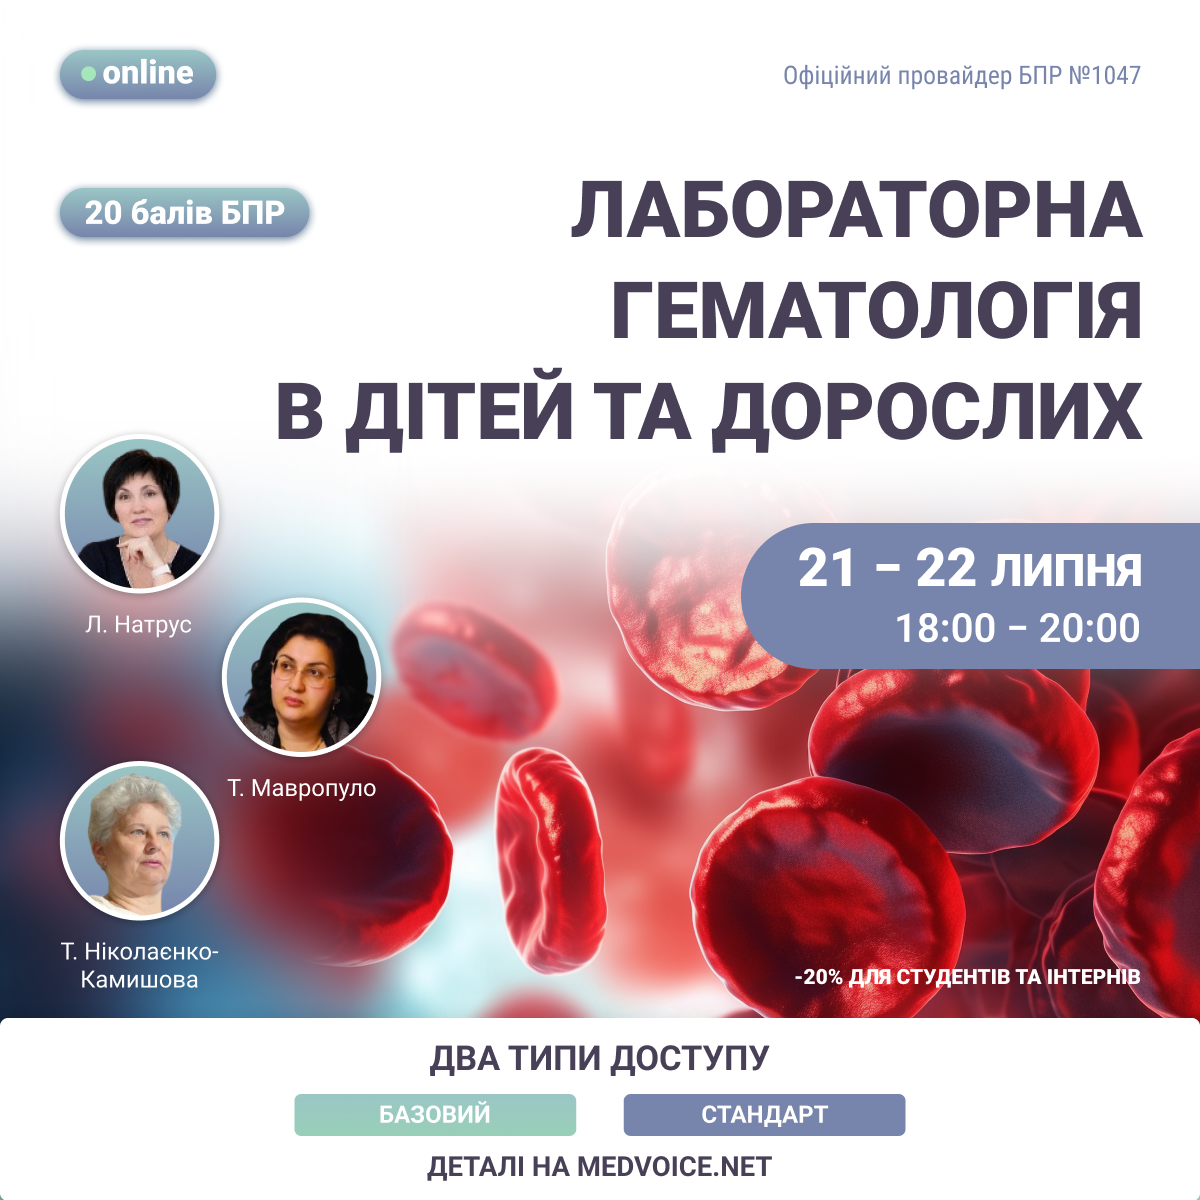 online
Офіційний провайдер БПР №1047
20 балів БПР
ЛАБОРАТОРНА
ГЕМАТОЛОГІЯ
В ДІТЕЙ ТА ДОРОСЛИХ
21 – 22 ЛИПНЯ
18:00 – 20:00
Л. Натрус
Т. Мавропуло
Т. Ніколаєнко-
Камишова
-20% ДЛЯ СТУДЕНТІВ ТА ІНТЕРНІВ
ДВА ТИПИ ДОСТУПУ
БАЗОВИЙ
СТАНДАРТ
ДЕТАЛІ НА MEDVOICE.NET